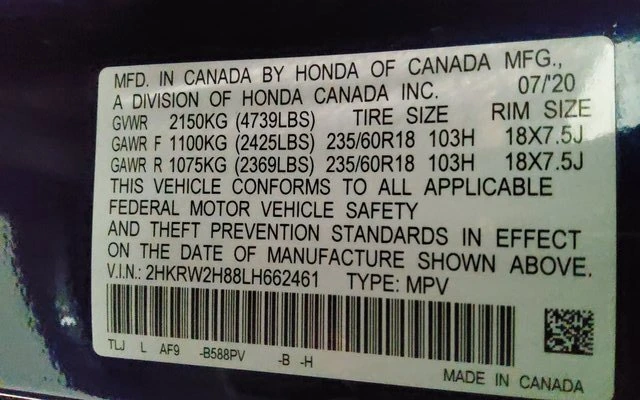 MFD. IN CANADA BY HONDA OF CANADA MFG.,
A DIVISION OF HONDA CANADA INC. 07/'20
GVWR 2150KG (4739LBS) TIRE SIZE RIM SIZE
GAWR F 1100KG (2425LBS) 235/60R18 103H 18X7.5J
GAWR R 1075KG (2369LBS) 235/60R18 103H 18X7.5J
THIS VEHICLE CONFORMS TO ALL APPLICABLE
FEDERAL MOTOR VEHICLE SAFETY
AND THEFT PREVENTION STANDARDS IN EFFECT
ON THE DATE OF MANUFACTURE SHOWN ABOVE.
V.I.N.: 2HKRW2H88LH662461 TYPE: MPV
TLJ L AF9 -B588PV -B -H
MADE IN CANADA